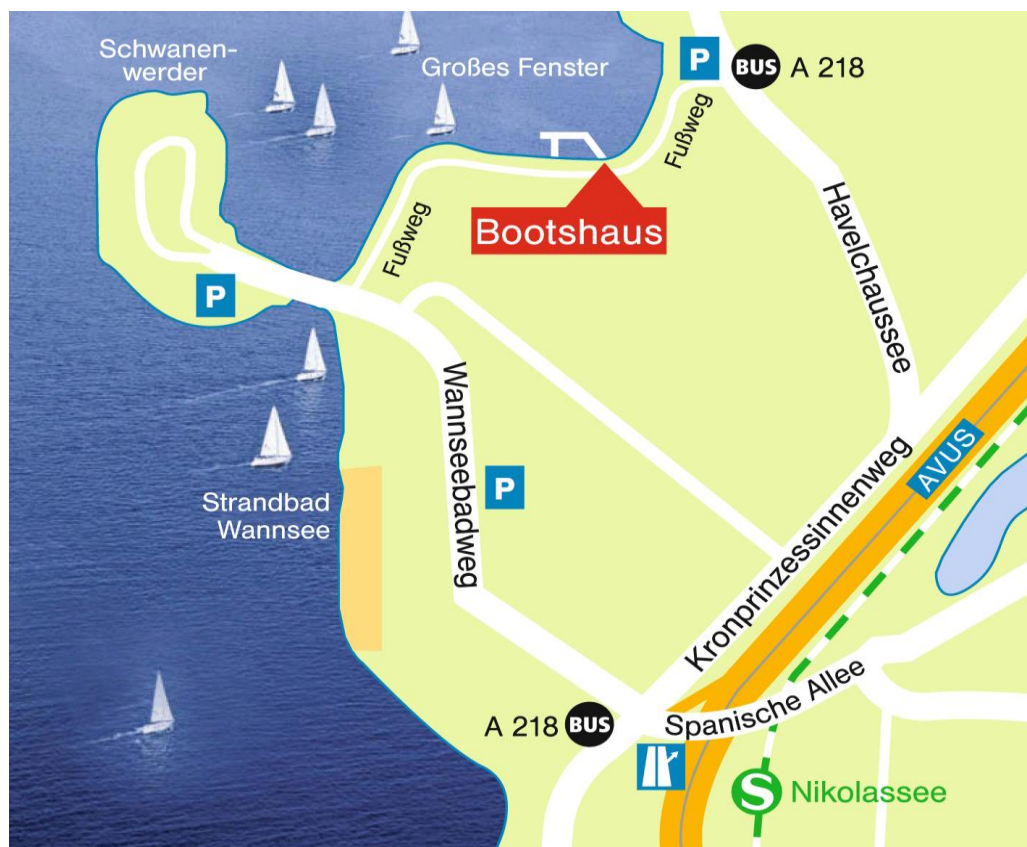 Schwanen-
werder
Großes Fenster
P
BUS A 218
Fußweg
Bootshaus
Fußweg
Havelchaussee
P
Wannseebadweg
P
Strandbad
Wannsee
AVUS
Kronprinzessinnenweg
Spanische Allee
A 218 BUS
S Nikolassee